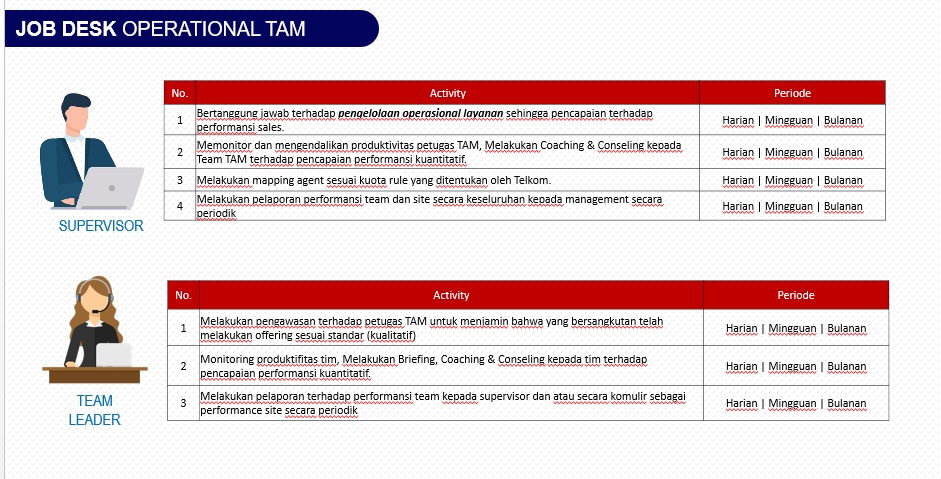 JOB DESK OPERATIONAL TAM
No. Activity Periode
1 Bertanggung jawab terhadap pengelolaan operasional layanan sehingga pencapaian terhadap
performansi sales. Harian | Mingguan | Bulanan
2 Memonitor dan mengendalikan produktivitas petugas TAM, Melakukan Coaching & Conseling kepada
Team TAM terhadap pencapaian performansi kuantitatif. Harian | Mingguan | Bulanan
3 Melakukan mapping agent sesuai kuota rule yang ditentukan oleh Telkom. Harian | Mingguan | Bulanan
4 Melakukan pelaporan performansi team dan site secara keseluruhan kepada management secara
periodik Harian | Mingguan | Bulanan
SUPERVISOR
No. Activity Periode
1 Melakukan pengawasan terhadap petugas TAM untuk menjamin bahwa yang bersangkutan telah
melakukan offering sesuai standar (kualitatif) Harian | Mingguan | Bulanan
2 Monitoring produktifitas tim, Melakukan Briefing, Coaching & Conseling kepada tim terhadap
pencapaian performansi kuantitatif. Harian | Mingguan | Bulanan
3 Melakukan pelaporan terhadap performansi team kepada supervisor dan atau secara komulir sebagai
performance site secara periodik Harian | Mingguan | Bulanan
TEAM
LEADER